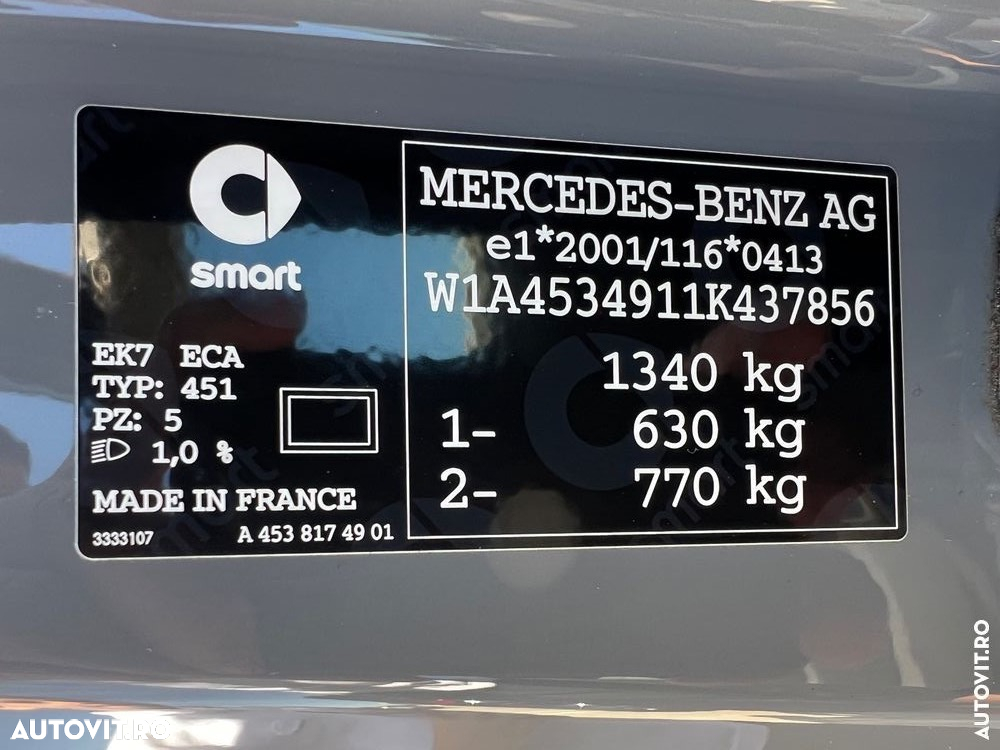 smart
EK7 ECA
TYP: 451
PZ: 5
1,0 %
MADE IN FRANCE
3333107
A 453 817 49 01
MERCEDES-BENZ AG
e1*2001/116*0413
W1A4534911K437856
1340 kg
1- 630 kg
2- 770 kg
AUTOVIT.RO
AUTOVIT.RO